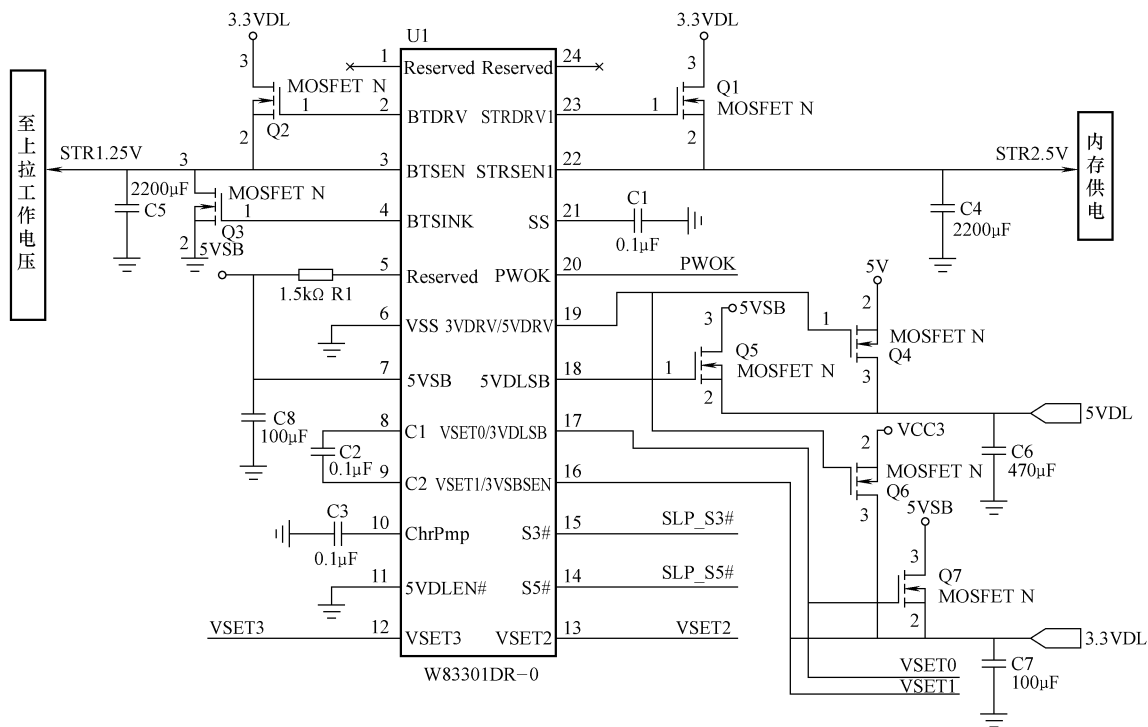 3.3VDL
U1
3.3VDL
3
1
Reserved
Reserved
24
3
MOSFET N
1
2
BTDRV
STRDRV1
23
1
Q1
MOSFET N
Q2
2
2
至上拉工作电压
STR1.25V
3
3
BTSEN
STRSEN1
22
STR2.5V
内存供电
2200μF
C5
MOSFET N
1
4
BTSINK
SS
21
C1
0.1μF
C4
2200μF
Q3
2
5VSB
5
Reserved
PWOK
20
PWOK
5V
1.5kΩ R1
6
VSS
3VDRV/5VDRV
19
3
5VSB
1
2
MOSFET N
Q4
3
Q5
MOSFET N
7
5VSB
5VDLSB
18
1
2
5VDL
C8
100μF
8
C1
VSET0/3VDLSB
17
VCC3
2
C6
470μF
C2
0.1μF
9
C2
VSET1/3VSBSEN
16
MOSFET N
Q6
3
5VSB
C3
0.1μF
10
ChrPmp
S3#
15
SLP_S3#
3
11
5VDLEN#
S5#
14
SLP_S5#
Q7
MOSFET N
2
VSET3
12
VSET3
VSET2
13
VSET2
3.3VDL
W83301DR-0
VSET0
VSET1
C7
100μF